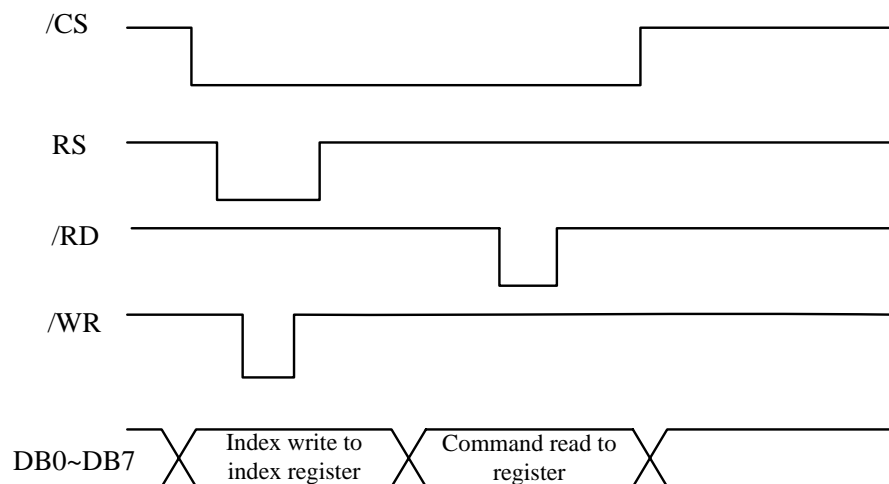 /CS
RS
/RD
/WR
DB0~DB7
Index write to
index register
Command read to
register